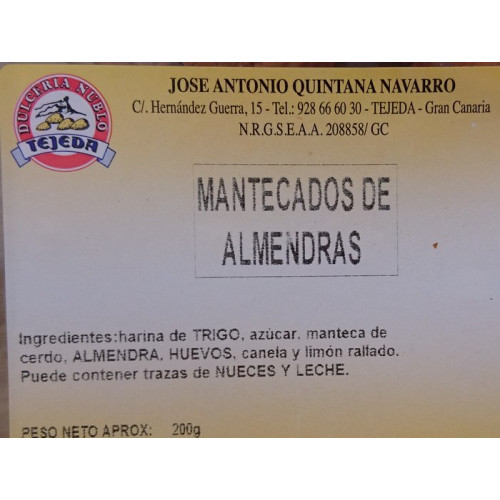 DULCERIA NUBLO
TEJEDA
JOSE ANTONIO QUINTANA NAVARRO
C/. Hernández Guerra, 15 - Tel.: 928 66 60 30 - TEJEDA - Gran Canaria
N.R.G.S.E.A.A. 208858/ GC
MANTECADOS DE
ALMENDRAS
Ingredientes:harina de TRIGO, azúcar, manteca de
cerdo, ALMENDRA, HUEVOS, canela y limón rallado.
Puede contener trazas de NUECES Y LECHE.
PESO NETO APROX: 200g